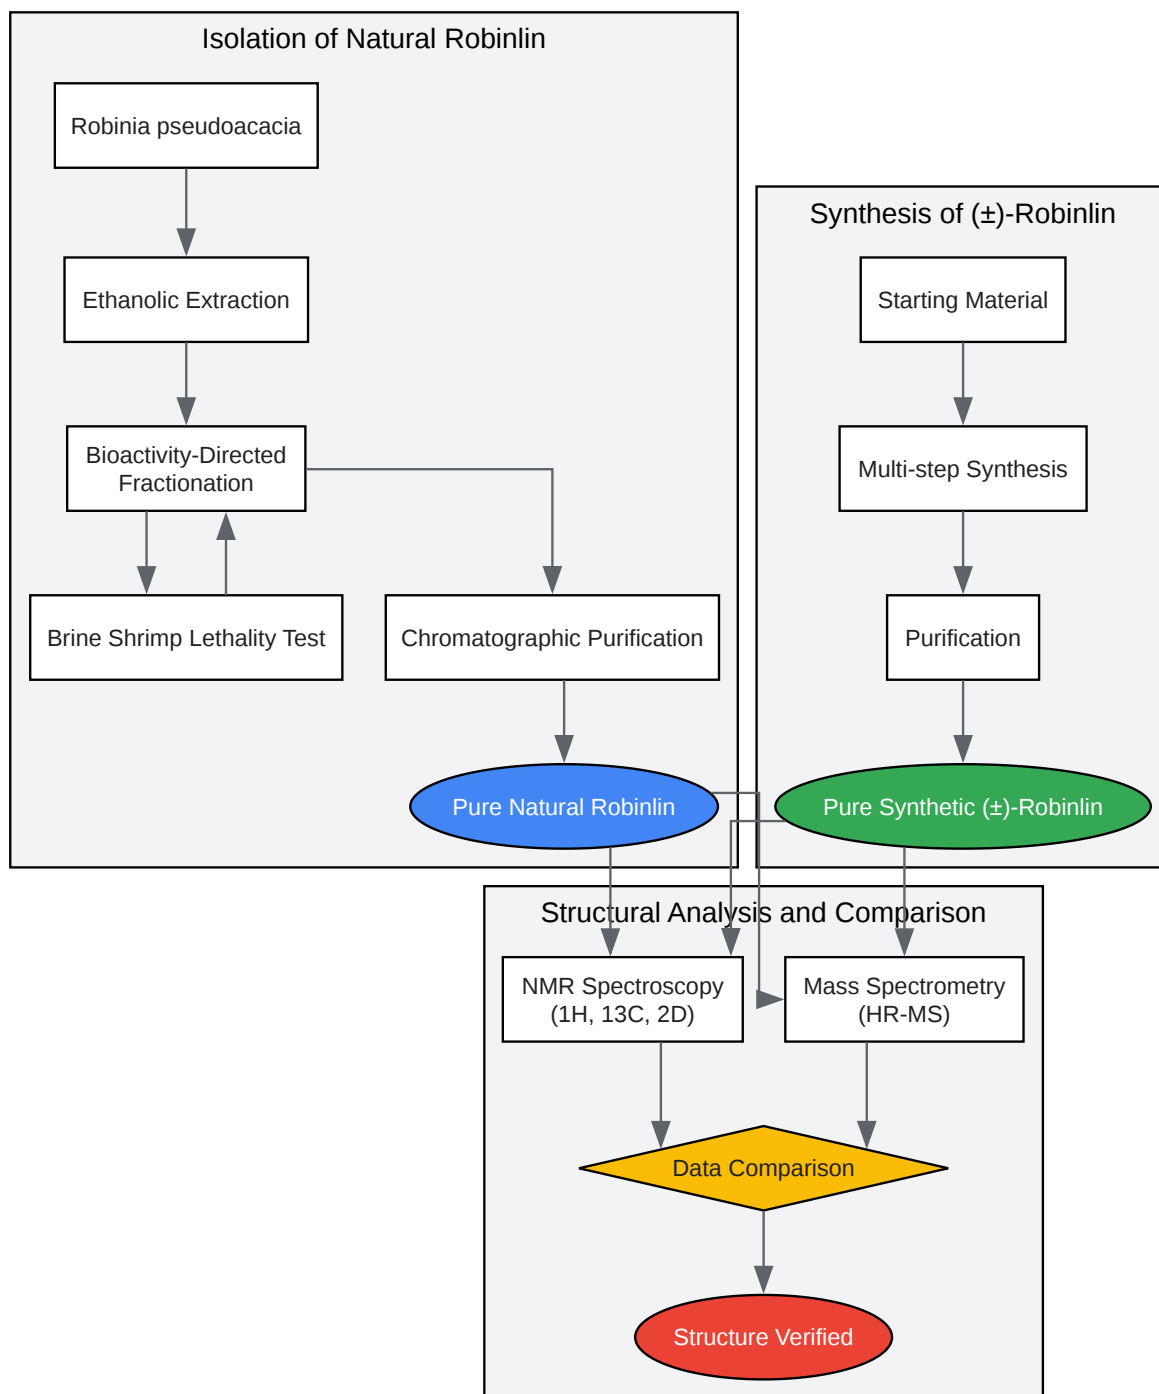 Isolation of Natural Robinlin
Robinia pseudoacacia
Ethanolic Extraction
Bioactivity-Directed
Fractionation
Brine Shrimp Lethality Test
Chromatographic Purification
Pure Natural Robinlin
Synthesis of (±)-Robinlin
Starting Material
Multi-step Synthesis
Purification
Pure Synthetic (±)-Robinlin
Structural Analysis and Comparison
NMR Spectroscopy
(1H, 13C, 2D)
Mass Spectrometry
(HR-MS)
Data Comparison
Structure Verified